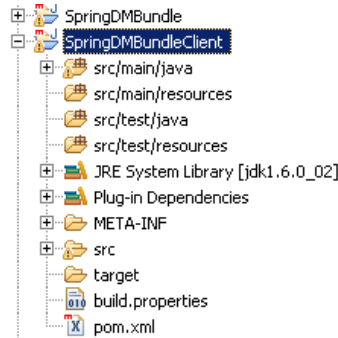 SpringDMBundle
SpringDMBundleClient
src/main/java
src/main/resources
src/test/java
src/test/resources
JRE System Library [jdk1.6.0_02]
Plug-in Dependencies
META-INF
src
target
build.properties
pom.xml